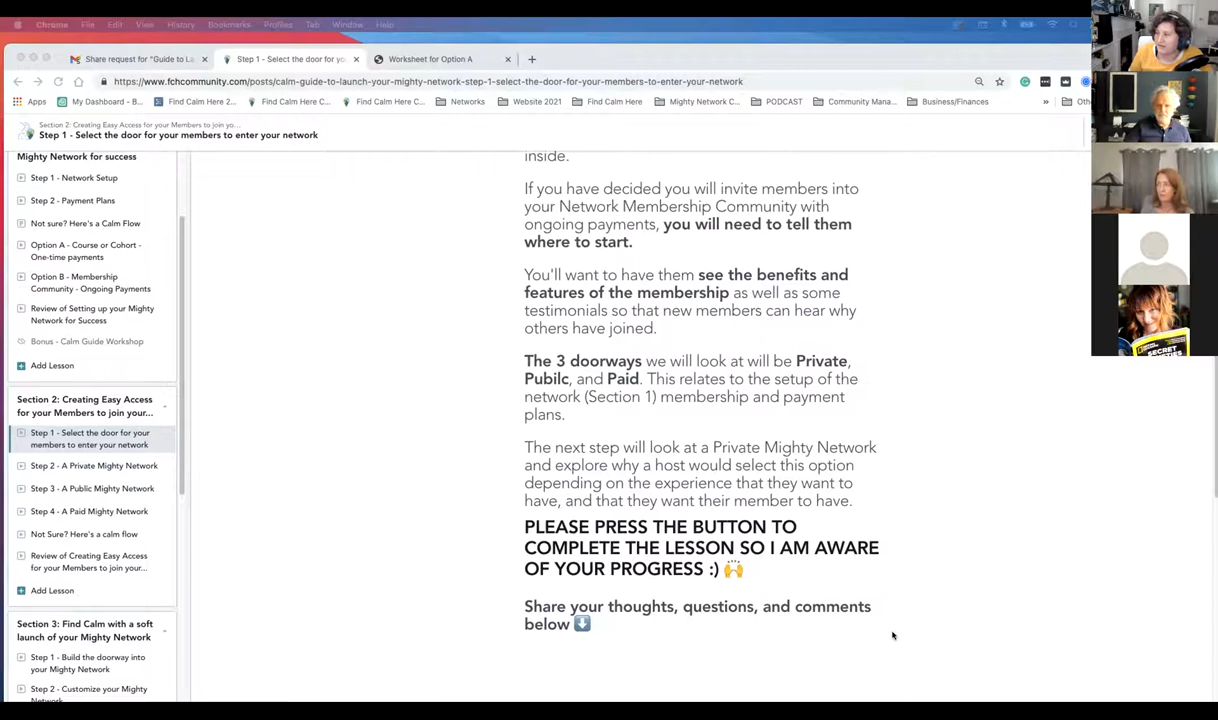 Chrome File Edit View History Bookmarks Profiles Tab Window Help
Share request for "Guide to La
Step 1 - Select the door for yo
Worksheet for Option A
https://www.fchcommunity.com/posts/calm-guide-to-launch-your-mighty-network-step-1-select-the-door-for-your-members-to-enter-your-network
Apps My Dashboard - B... Find Calm Here 2... Find Calm Here C... Find Calm Here C... Networks Website 2021 Find Calm Here Mighty Network C... PODCAST Community Mana... Business/Finances » Oth
Section 2: Creating Easy Access for your Members to join yo...
Step 1 - Select the door for your members to enter your network
Mighty Network for success
Step 1 - Network Setup
Step 2 - Payment Plans
Not sure? Here's a Calm Flow
Option A - Course or Cohort -
One-time payments
Option B - Membership
Community - Ongoing Payments
Review of Setting up your Mighty
Network for Success
Bonus - Calm Guide Workshop
Add Lesson
Section 2: Creating Easy Access
for your Members to join your...
Step 1 - Select the door for your
members to enter your network
Step 2 - A Private Mighty Network
Step 3 - A Public Mighty Network
Step 4 - A Paid Mighty Network
Not Sure? Here's a calm flow
Review of Creating Easy Access
for your Members to join your...
Add Lesson
Section 3: Find Calm with a soft
launch of your Mighty Network
Step 1 - Build the doorway into
your Mighty Network
Step 2 - Customize your Mighty
Network
inside.
If you have decided you will invite members into
your Network Membership Community with
ongoing payments, you will need to tell them
where to start.
You'll want to have them see the benefits and
features of the membership as well as some
testimonials so that new members can hear why
others have joined.
The 3 doorways we will look at will be Private,
Pubilc, and Paid. This relates to the setup of the
network (Section 1) membership and payment
plans.
The next step will look at a Private Mighty Network
and explore why a host would select this option
depending on the experience that they want to
have, and that they want their member to have.
PLEASE PRESS THE BUTTON TO
COMPLETE THE LESSON SO I AM AWARE
OF YOUR PROGRESS :) 🙌
Share your thoughts, questions, and comments
below ⬇️
SECRET